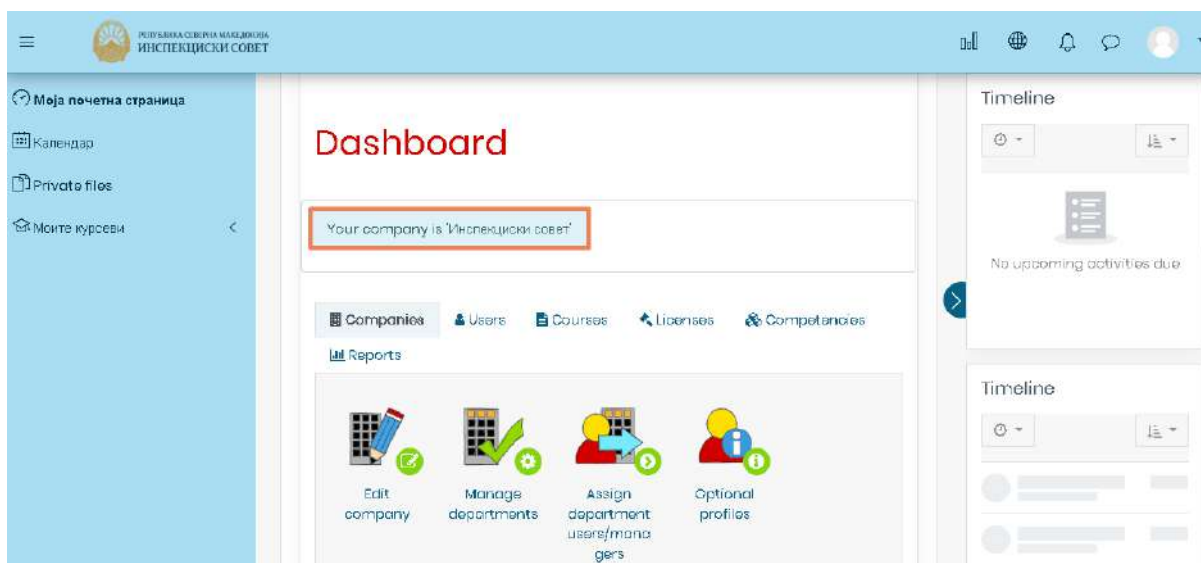 РЕПУБЛИКА СЕВЕРНА МАКЕДОНИЈА
ИНСПЕКЦИСКИ СОВЕТ
Моја почетна страница
Календар
Private files
Моите курсеви
Dashboard
Your company is 'Инспекциски совет'
Companies
Users
Courses
Licenses
Competencies
Reports
Edit
company
Manage
departments
Assign
department
users/mana
gers
Optional
profiles
Timeline
No upcoming activities due
Timeline